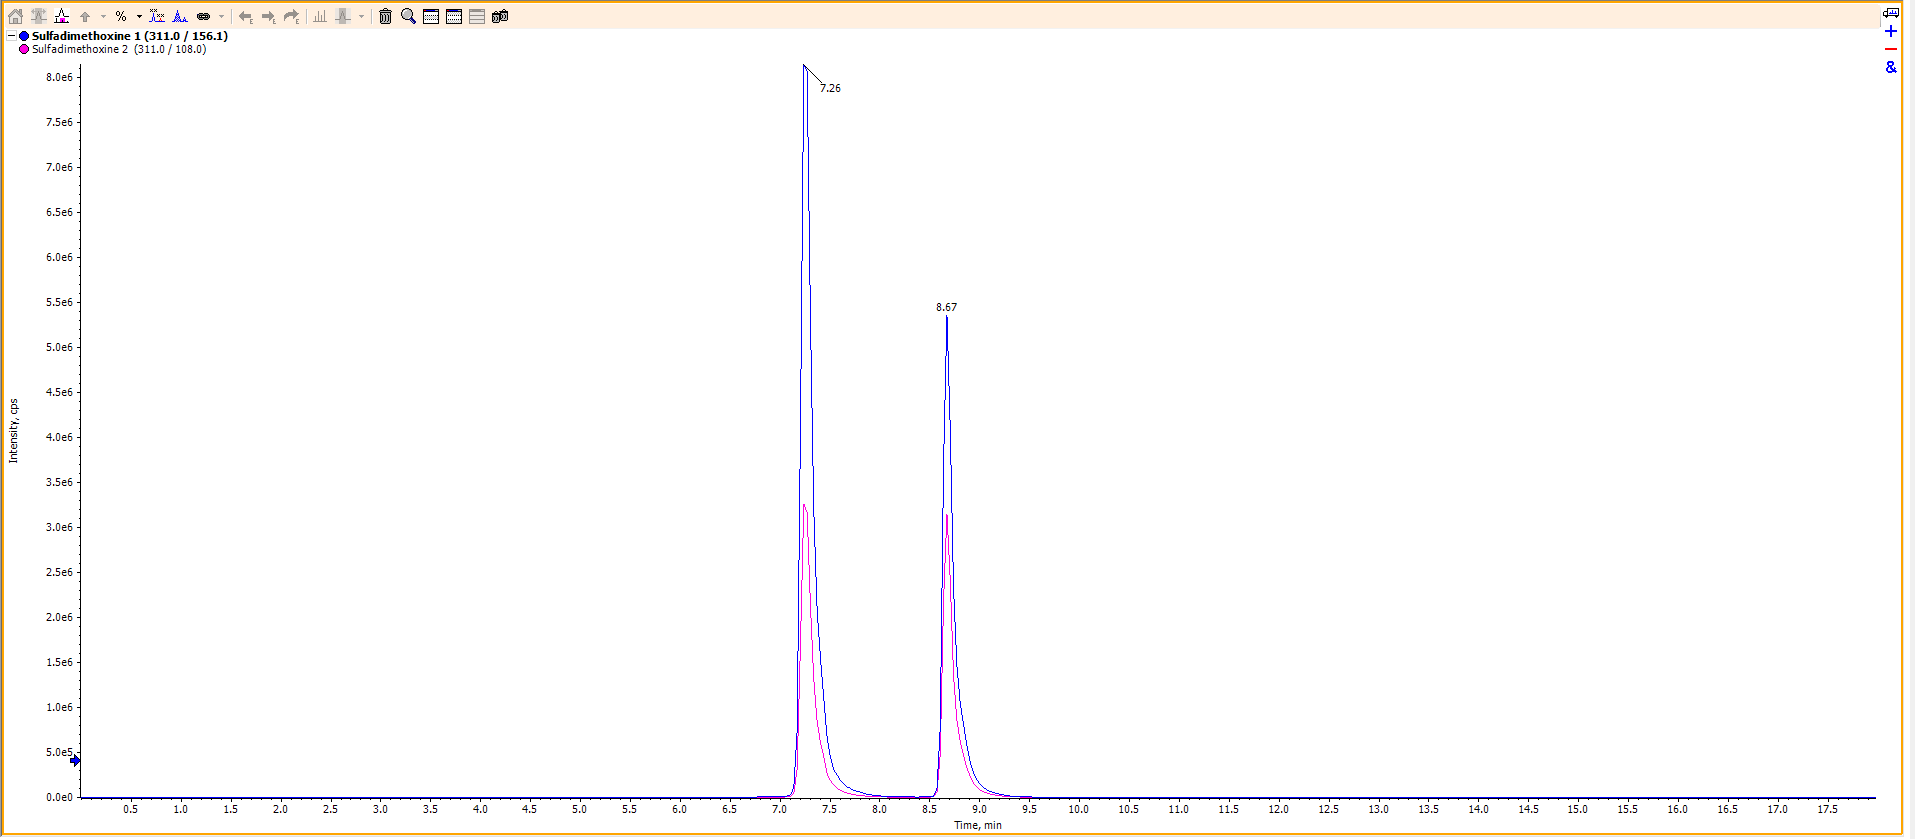 %
Sulfadimethoxine 1 (311.0 / 156.1)
Sulfadimethoxine 2 (311.0 / 108.0)
&
8.0e6
7.26
7.5e6
7.0e6
6.5e6
6.0e6
5.5e6
8.67
5.0e6
4.5e6
4.0e6
Intensity, cps
3.5e6
3.0e6
2.5e6
2.0e6
1.5e6
1.0e6
5.0e5
0.0e0
0.5 1.0 1.5 2.0 2.5 3.0 3.5 4.0 4.5 5.0 5.5 6.0 6.5 7.0 7.5 8.0 8.5 9.0 9.5 10.0 10.5 11.0 11.5 12.0 12.5 13.0 13.5 14.0 14.5 15.0 15.5 16.0 16.5 17.0 17.5
Time, min